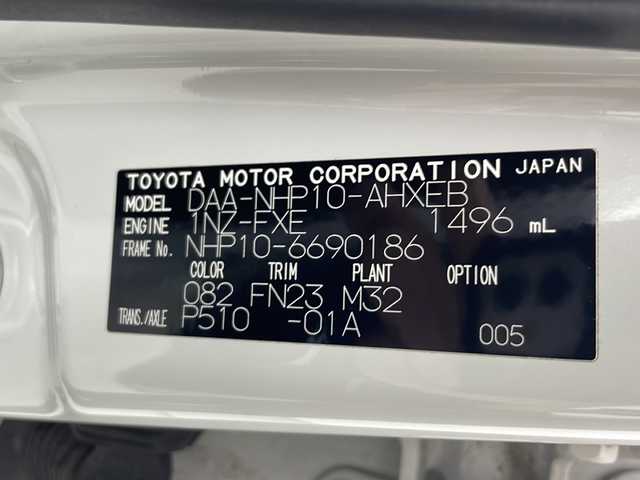 TOYOTA MOTOR CORPORATION JAPAN
MODEL DAA-NHP10-AHXEB
ENGINE 1NZ-FXE 1496 mL
FRAME No. NHP10-6690186
COLOR TRIM PLANT OPTION
082 FN23 M32
TRANS./AXLE P510 -01A 005